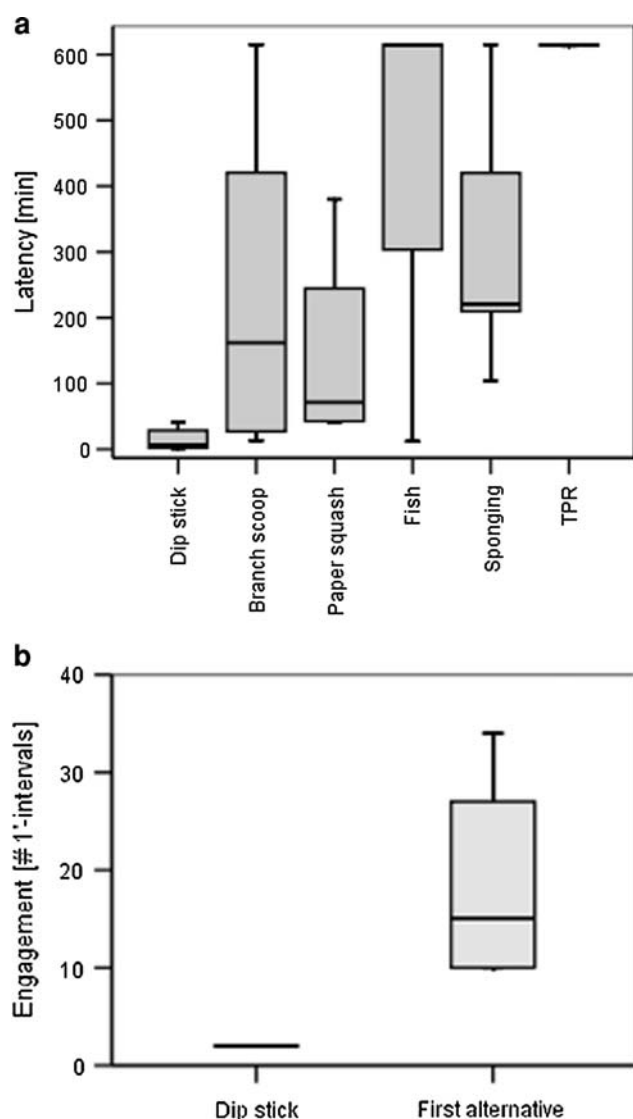 a
Latency [min]
600
500
400
300
200
100
0
Dip stick
Branch scoop
Paper squash
Fish
Sponging
TPR
b
Engagement [# 1'-intervals]
40
30
20
10
0
Dip stick
First alternative